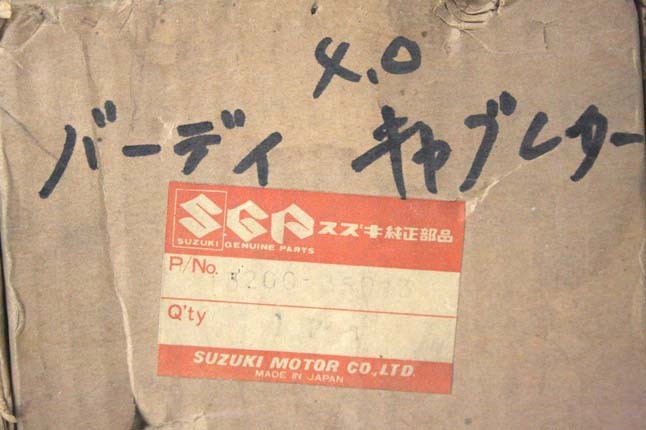 4.0
バーディ キャブレター
SGP スズキ純正部品
SUZUKI GENUINE PARTS
P/No.
Q'ty
SUZUKI MOTOR CO.,LTD.
MADE IN JAPAN